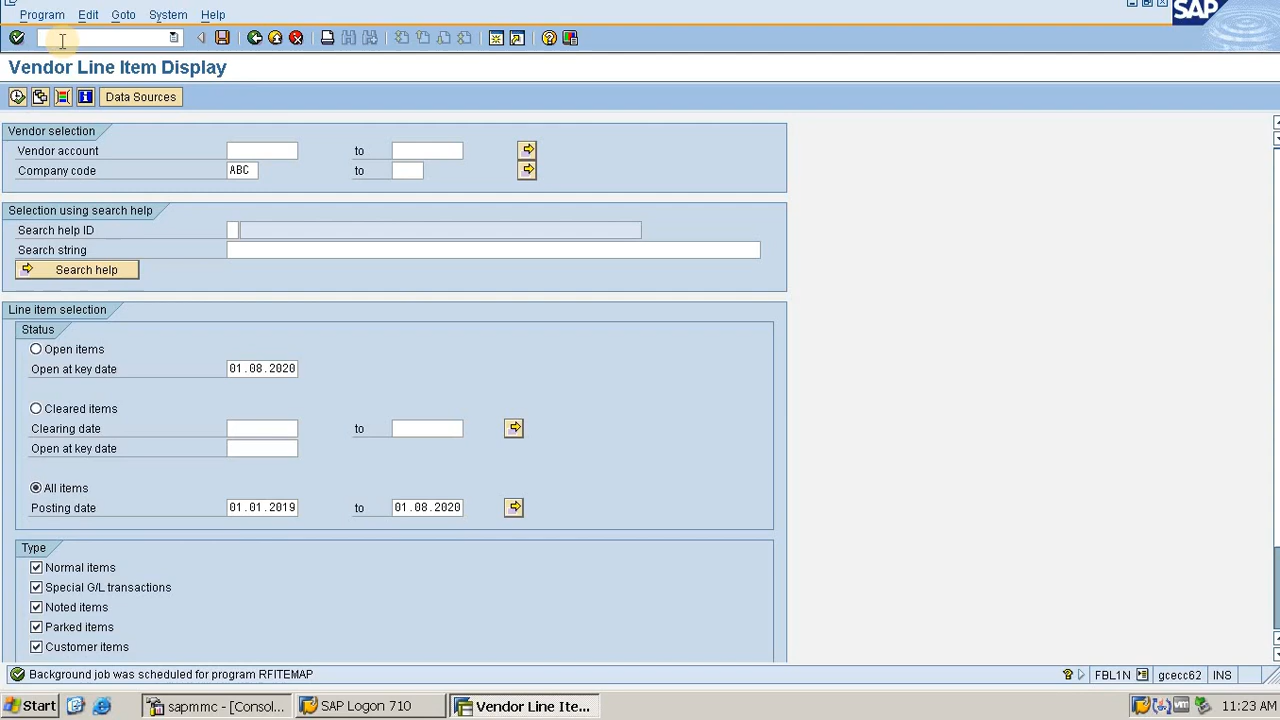 Program Edit Goto System Help
SAP
Vendor Line Item Display
Data Sources
Vendor selection
Vendor account to
Company code ABC to
Selection using search help
Search help ID
Search string
Search help
Line item selection
Status
Open items
Open at key date 01.08.2020
Cleared items
Clearing date to
Open at key date
All items
Posting date 01.01.2019 to 01.08.2020
Type
Normal items
Special G/L transactions
Noted items
Parked items
Customer items
Background job was scheduled for program RFITEMAP FBL1N gcecc62 INS
Start sapmmc - [Consol... SAP Logon 710 Vendor Line Ite... 11:23 AM